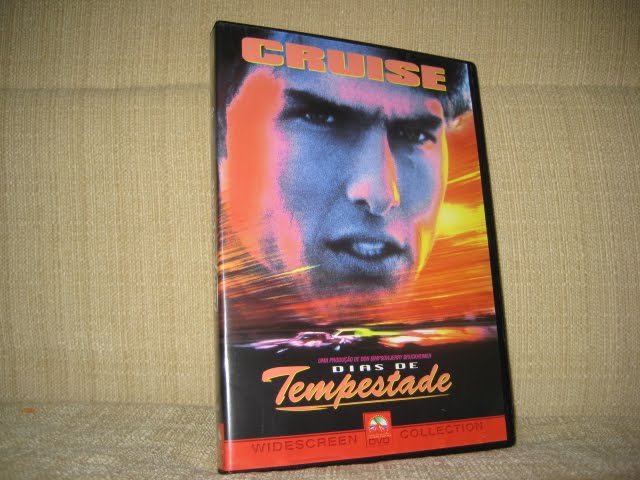 CRUISE
UMA PRODUÇÃO DE DON SIMPSON/JERRY BRUCKHEIMER
DIAS DE
Tempestade
WIDESCREEN DVD COLLECTION